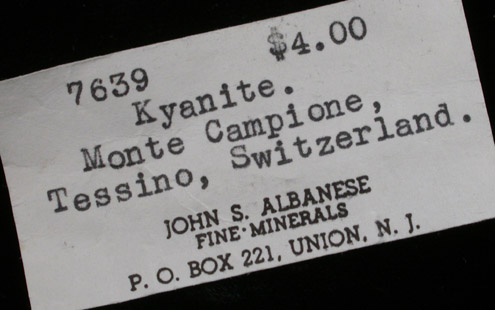 7639 $4.00
Kyanite.
Monte Campione,
Tessino, Switzerland.
JOHN S. ALBANESE
FINE MINERALS
P. O. BOX 221, UNION, N. J.